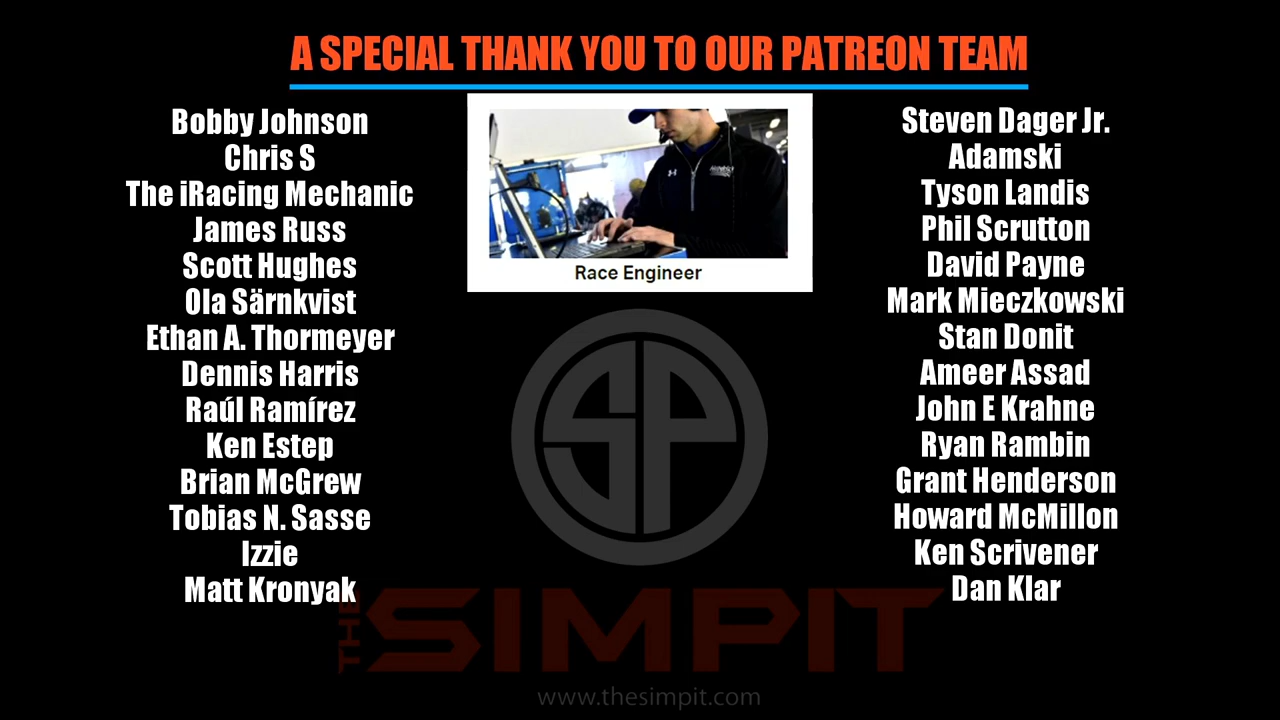 A SPECIAL THANK YOU TO OUR PATREON TEAM
Bobby Johnson
Chris S
The iRacing Mechanic
James Russ
Scott Hughes
Ola Särnkvist
Ethan A. Thormeyer
Dennis Harris
Raúl Ramírez
Ken Estep
Brian McGrew
Tobias N. Sasse
Izzie
Matt Kronyak
Race Engineer
SP
THE SIMPIT
www.thesimpit.com
Steven Dager Jr.
Adamski
Tyson Landis
Phil Scrutton
David Payne
Mark Mieczkowski
Stan Donit
Ameer Assad
John E Krahne
Ryan Rambin
Grant Henderson
Howard McMillon
Ken Scrivener
Dan Klar